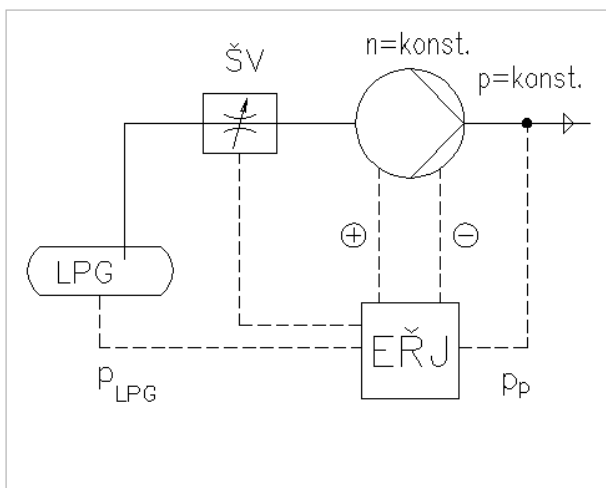 n=konst.
ŠV
p=konst.
+
−
LPG
EŘJ
pLPG
pp